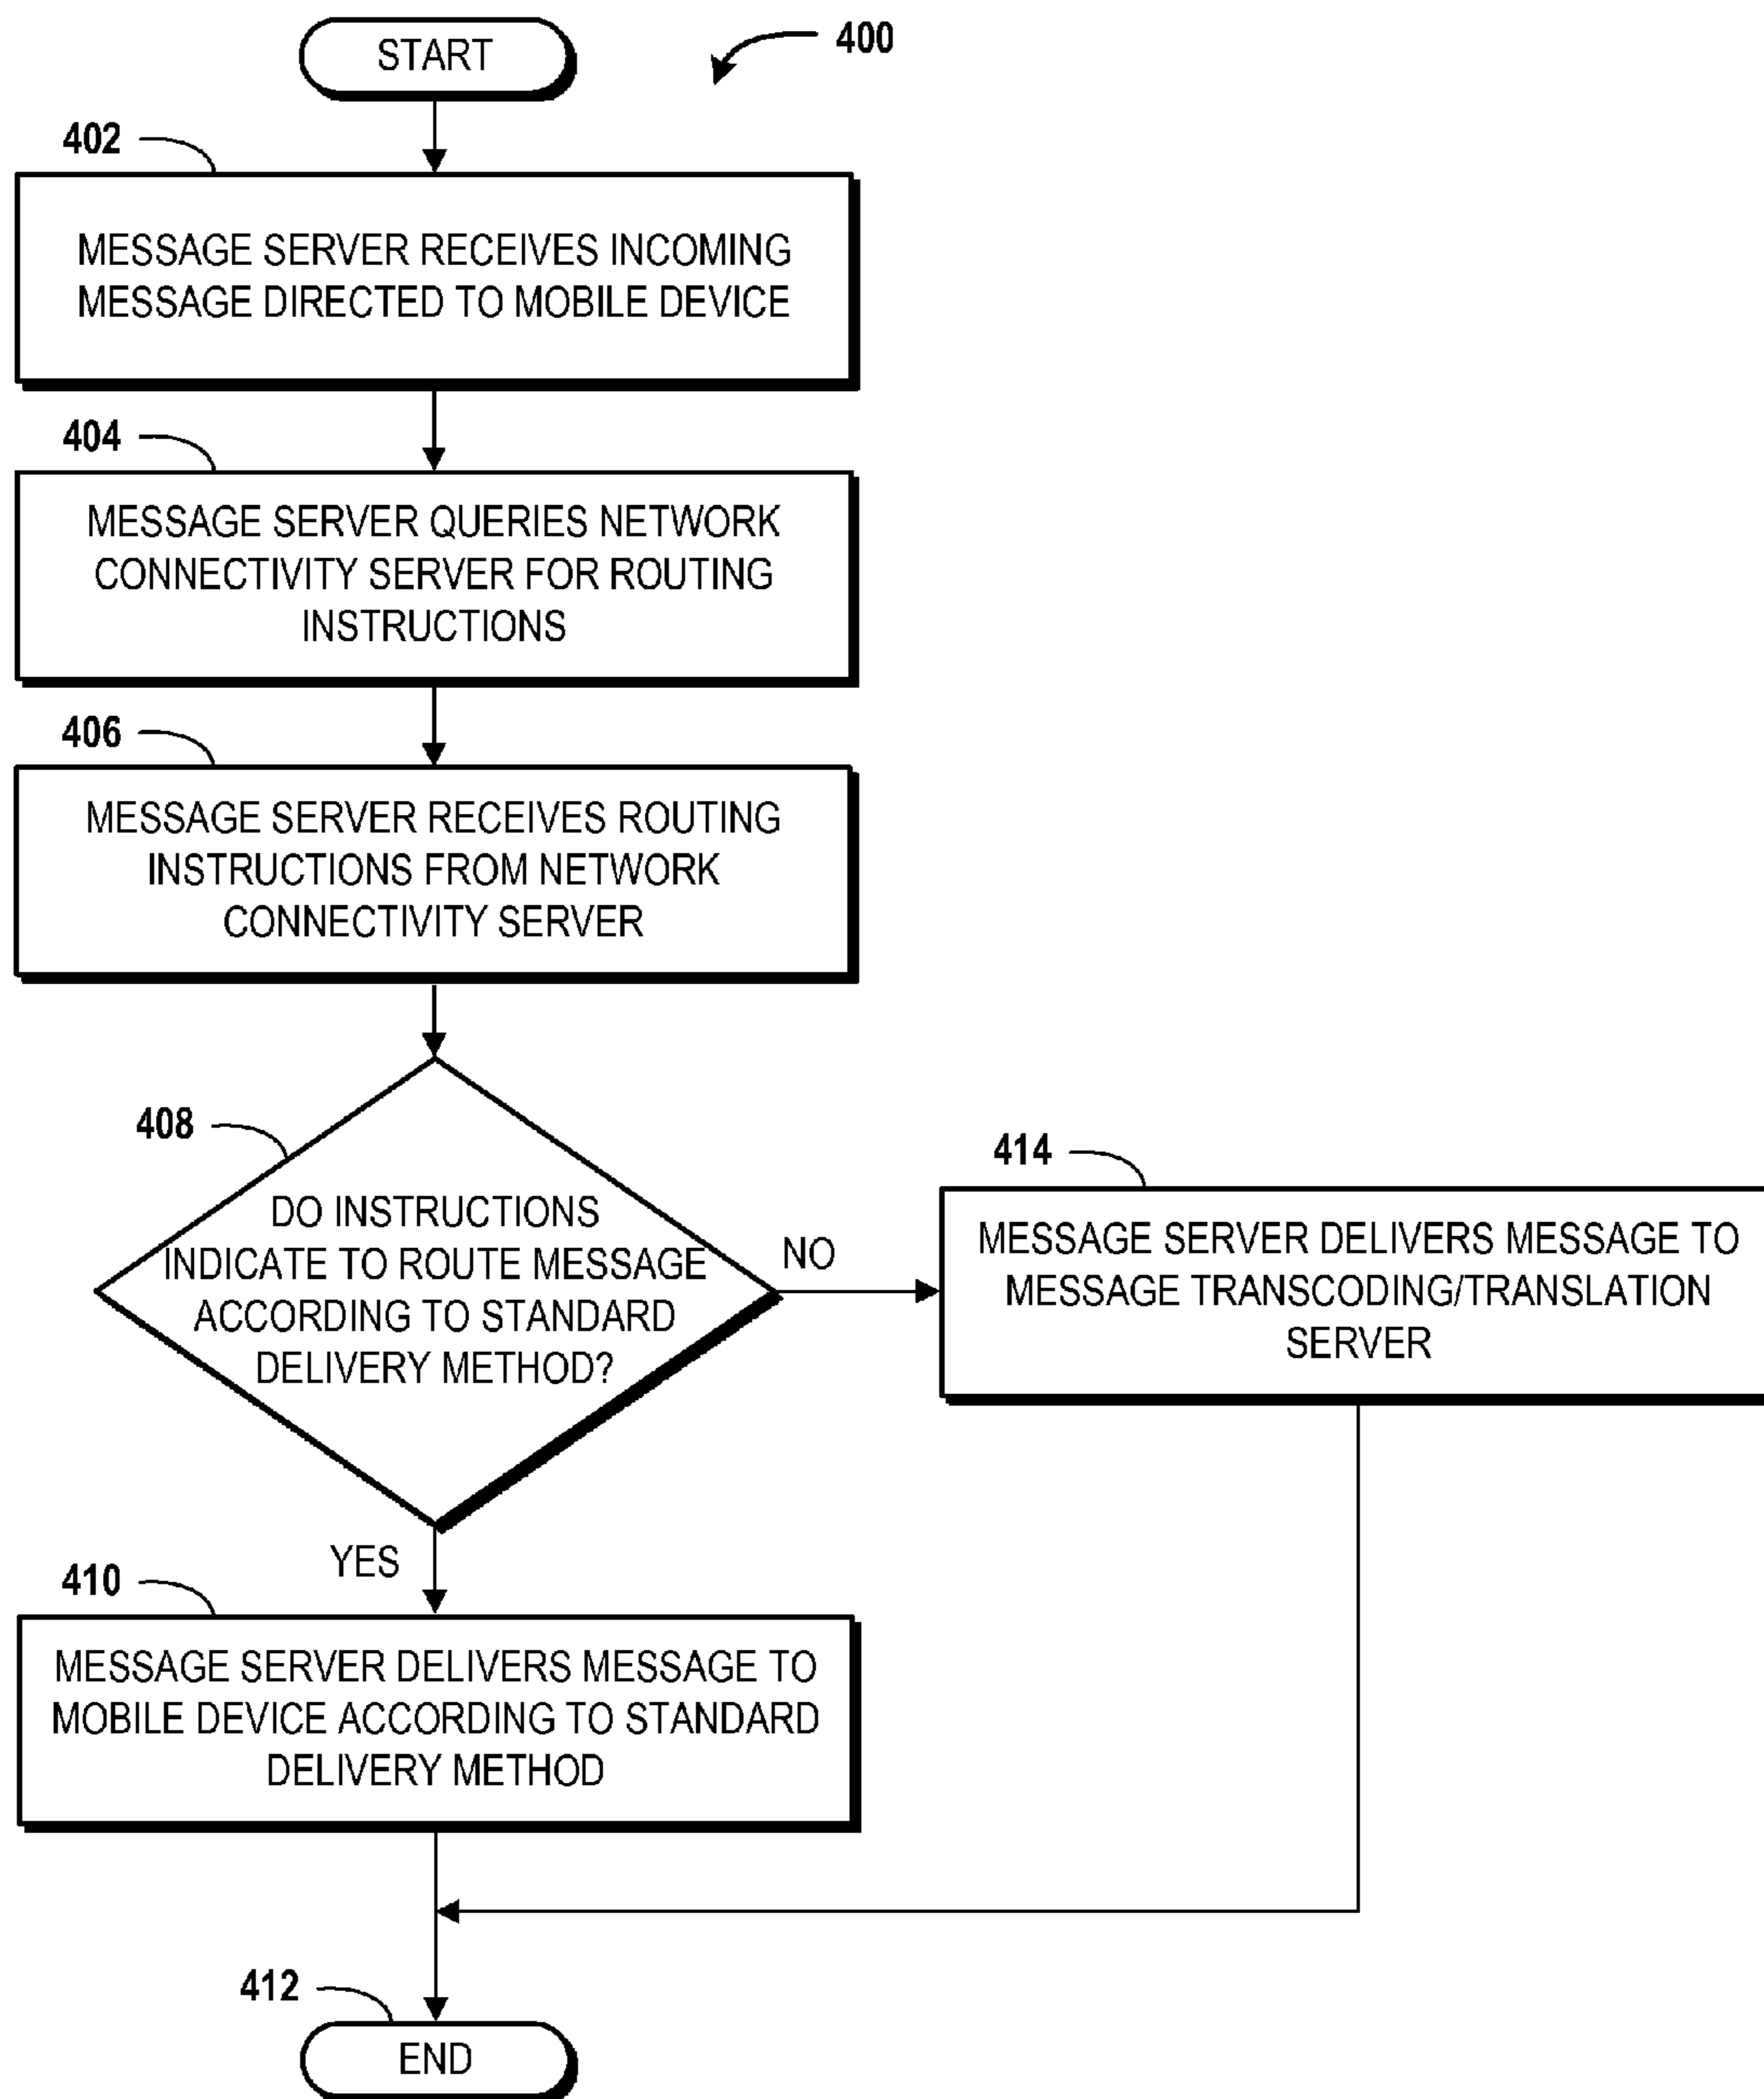 START
400
402
MESSAGE SERVER RECEIVES INCOMING
MESSAGE DIRECTED TO MOBILE DEVICE
404
MESSAGE SERVER QUERIES NETWORK
CONNECTIVITY SERVER FOR ROUTING
INSTRUCTIONS
406
MESSAGE SERVER RECEIVES ROUTING
INSTRUCTIONS FROM NETWORK
CONNECTIVITY SERVER
408
DO INSTRUCTIONS
INDICATE TO ROUTE MESSAGE
ACCORDING TO STANDARD
DELIVERY METHOD?
NO
414
MESSAGE SERVER DELIVERS MESSAGE TO
MESSAGE TRANSCODING/TRANSLATION
SERVER
YES
410
MESSAGE SERVER DELIVERS MESSAGE TO
MOBILE DEVICE ACCORDING TO STANDARD
DELIVERY METHOD
412
END